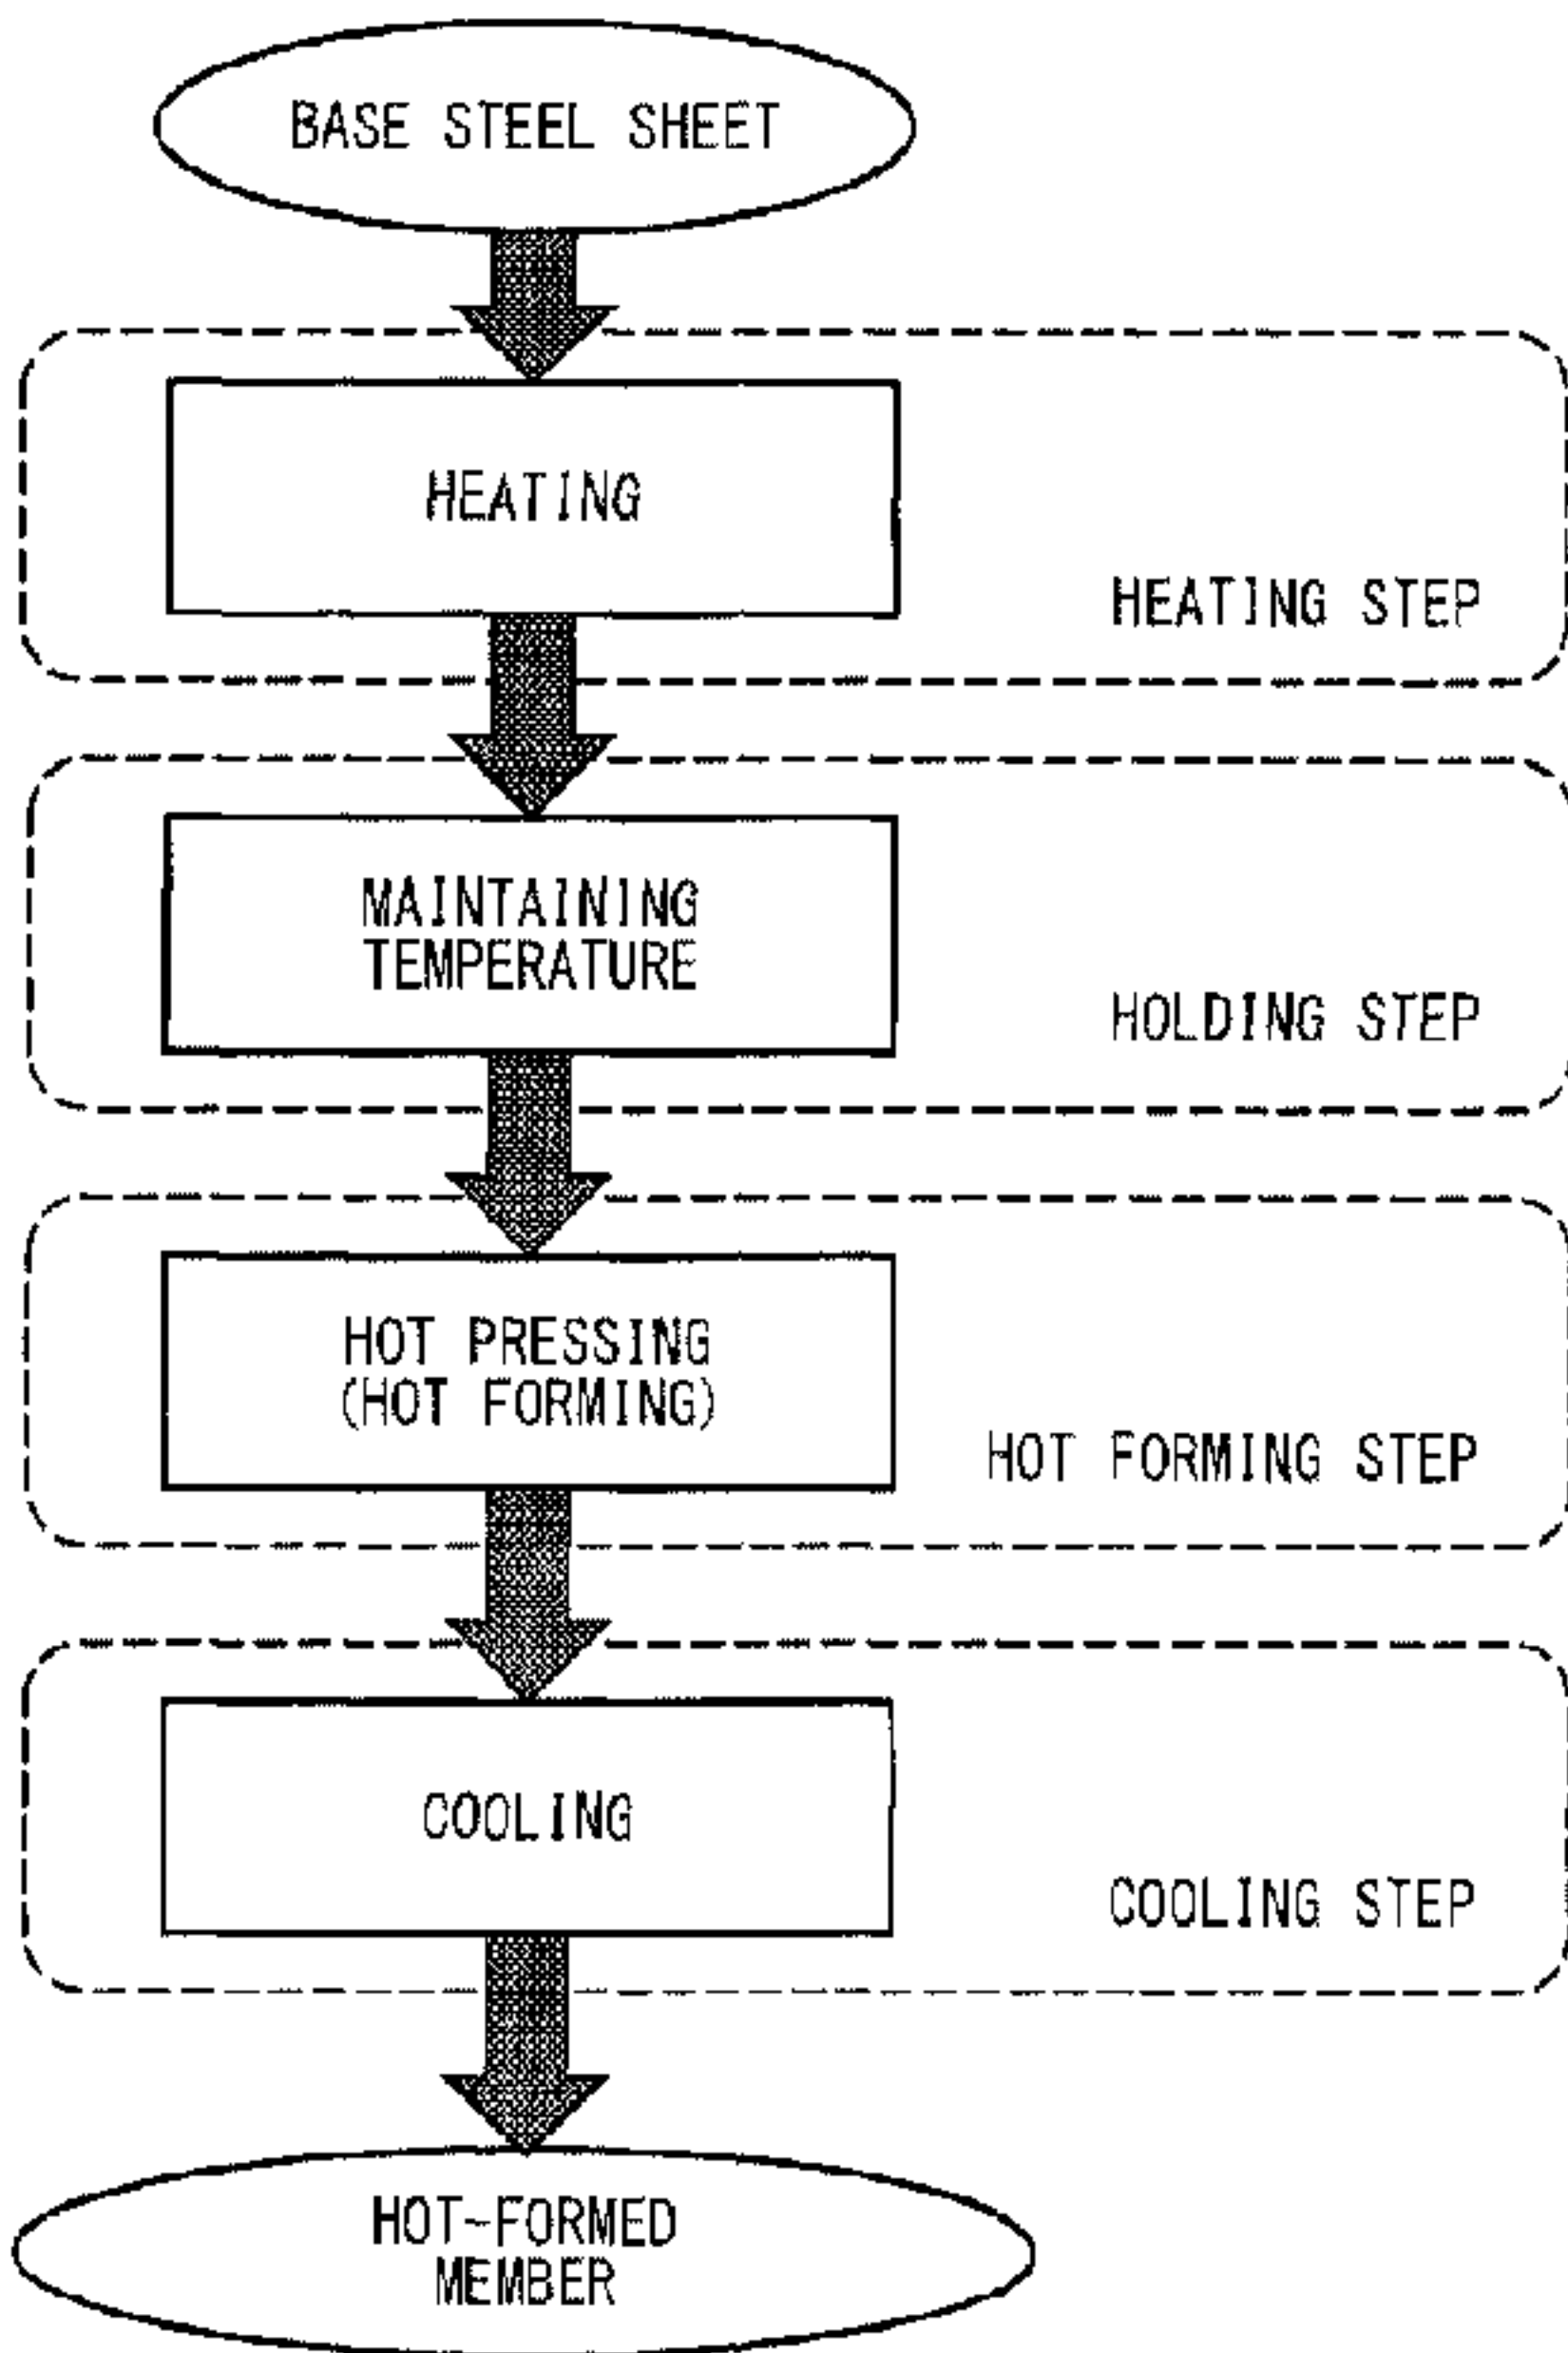 BASE STEEL SHEET
HEATING
HEATING STEP
MAINTAINING
TEMPERATURE
HOLDING STEP
HOT PRESSING
(HOT FORMING)
HOT FORMING STEP
COOLING
COOLING STEP
HOT-FORMED
MEMBER